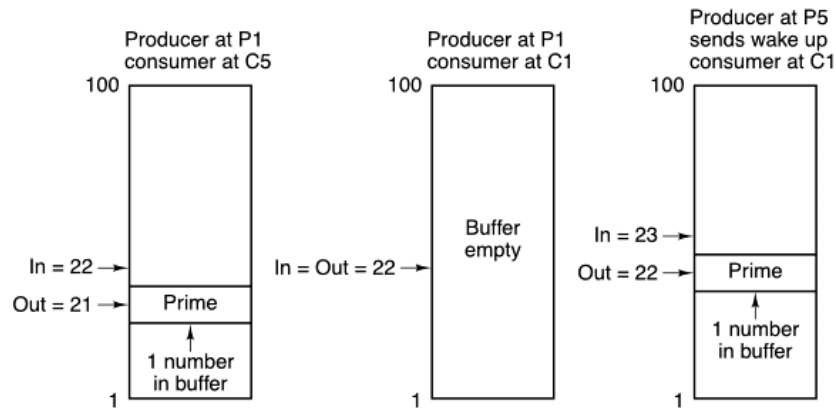 Producer at P1
consumer at C5
100
In = 22
Out = 21
Prime
1 number
in buffer
1
Producer at P1
consumer at C1
100
Buffer
empty
In = Out = 22
1
Producer at P5
sends wake up
consumer at C1
100
In = 23
Out = 22
Prime
1 number
in buffer
1